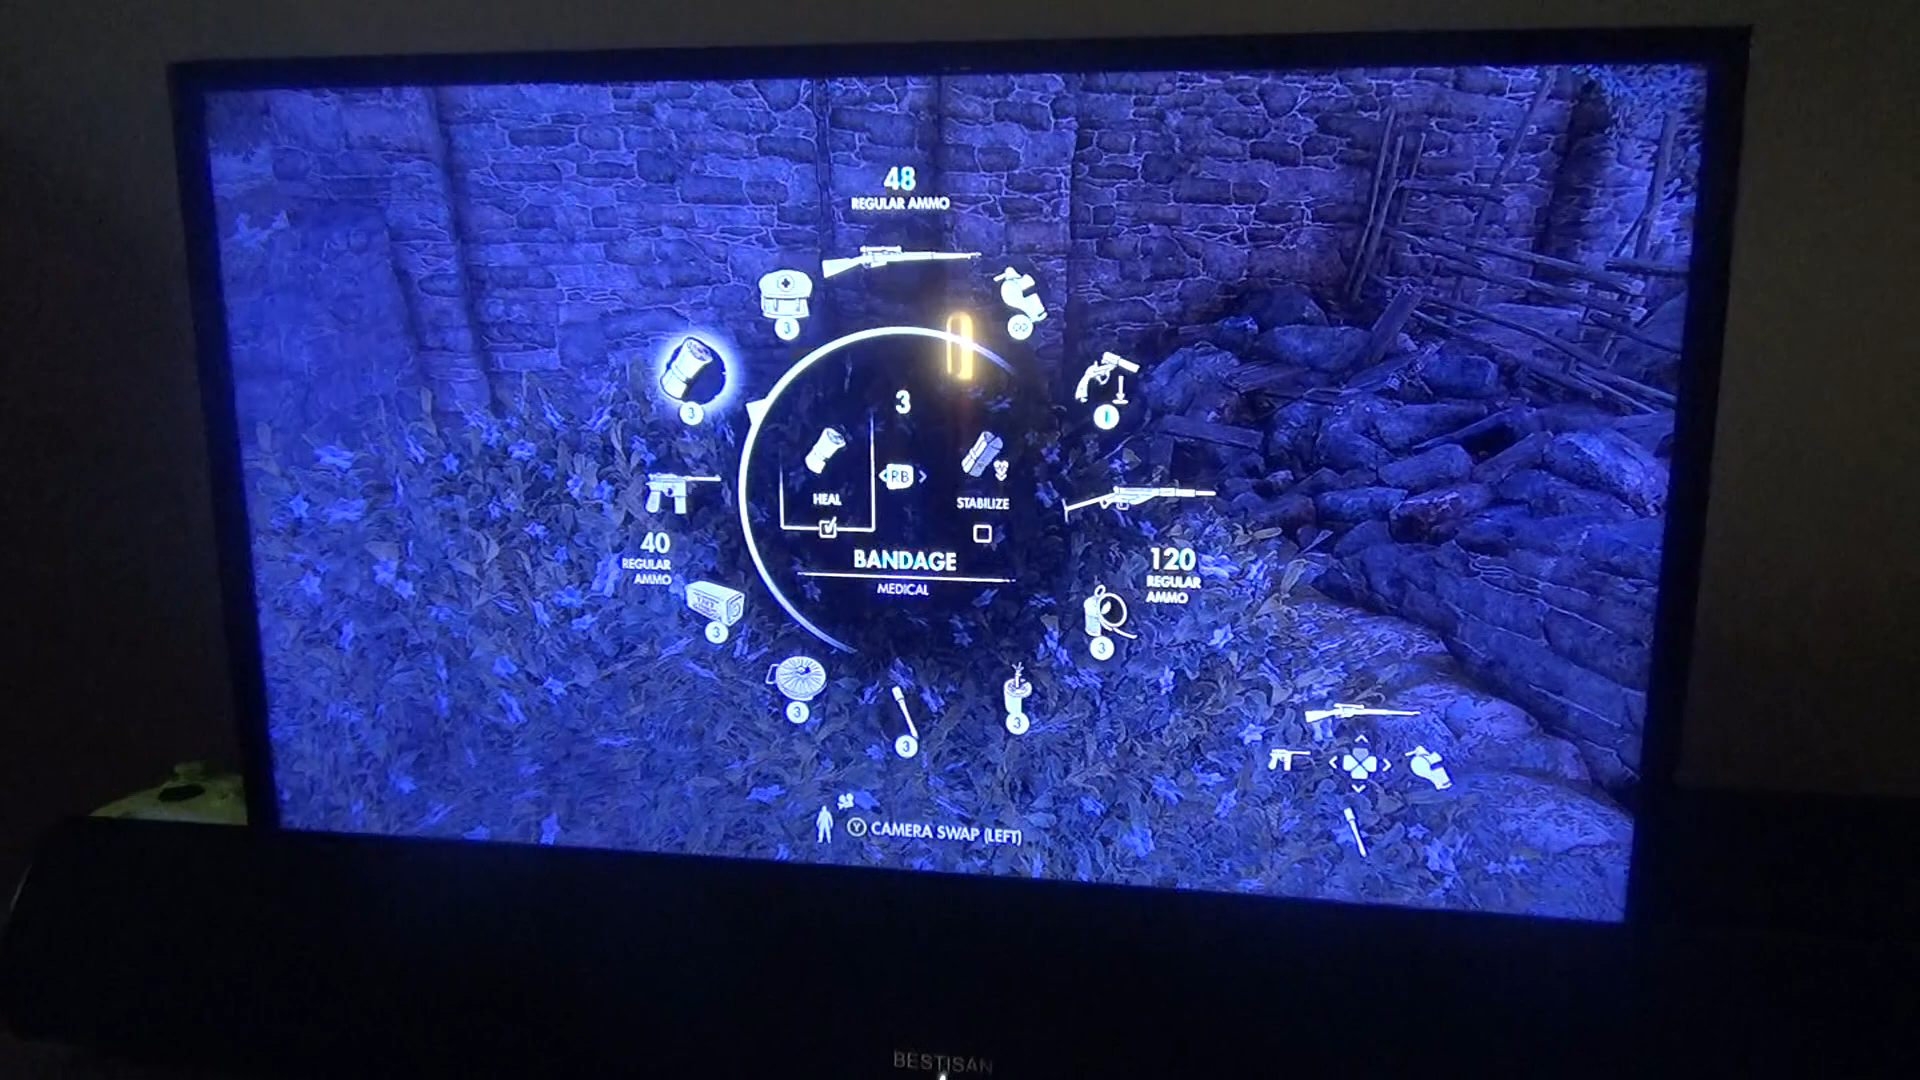 48
REGULAR AMMO
3
∞
3
1
3
RB
HEAL
STABILIZE
BANDAGE
MEDICAL
40
REGULAR
AMMO
120
REGULAR
AMMO
3
3
3
3
3
Y CAMERA SWAP (LEFT)
BESTISAN